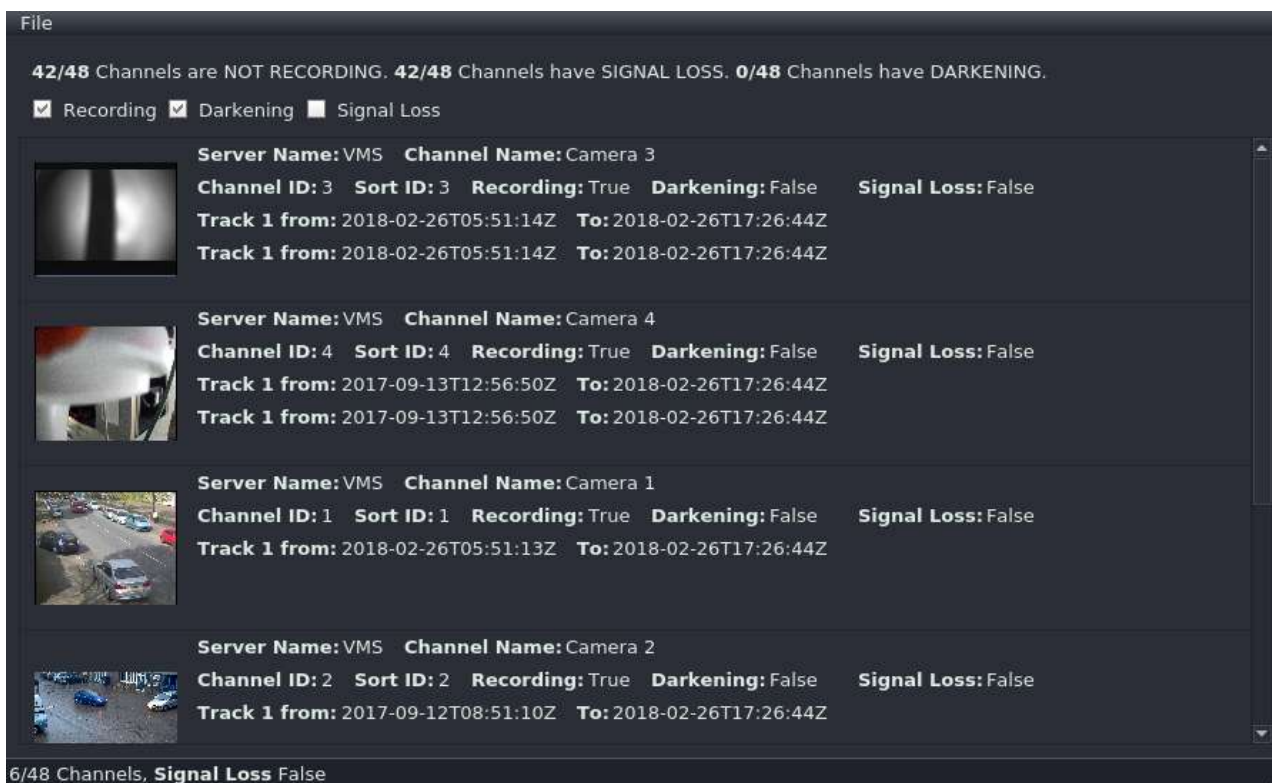 File
42/48 Channels are NOT RECORDING. 42/48 Channels have SIGNAL LOSS. 0/48 Channels have DARKENING.
Recording Darkening Signal Loss
Server Name: VMS Channel Name: Camera 3
Channel ID: 3 Sort ID: 3 Recording: True Darkening: False Signal Loss: False
Track 1 from: 2018-02-26T05:51:14Z To: 2018-02-26T17:26:44Z
Track 1 from: 2018-02-26T05:51:14Z To: 2018-02-26T17:26:44Z
Server Name: VMS Channel Name: Camera 4
Channel ID: 4 Sort ID: 4 Recording: True Darkening: False Signal Loss: False
Track 1 from: 2017-09-13T12:56:50Z To: 2018-02-26T17:26:44Z
Track 1 from: 2017-09-13T12:56:50Z To: 2018-02-26T17:26:44Z
Server Name: VMS Channel Name: Camera 1
Channel ID: 1 Sort ID: 1 Recording: True Darkening: False Signal Loss: False
Track 1 from: 2018-02-26T05:51:13Z To: 2018-02-26T17:26:44Z
Server Name: VMS Channel Name: Camera 2
Channel ID: 2 Sort ID: 2 Recording: True Darkening: False Signal Loss: False
Track 1 from: 2017-09-12T08:51:10Z To: 2018-02-26T17:26:44Z
6/48 Channels, Signal Loss False